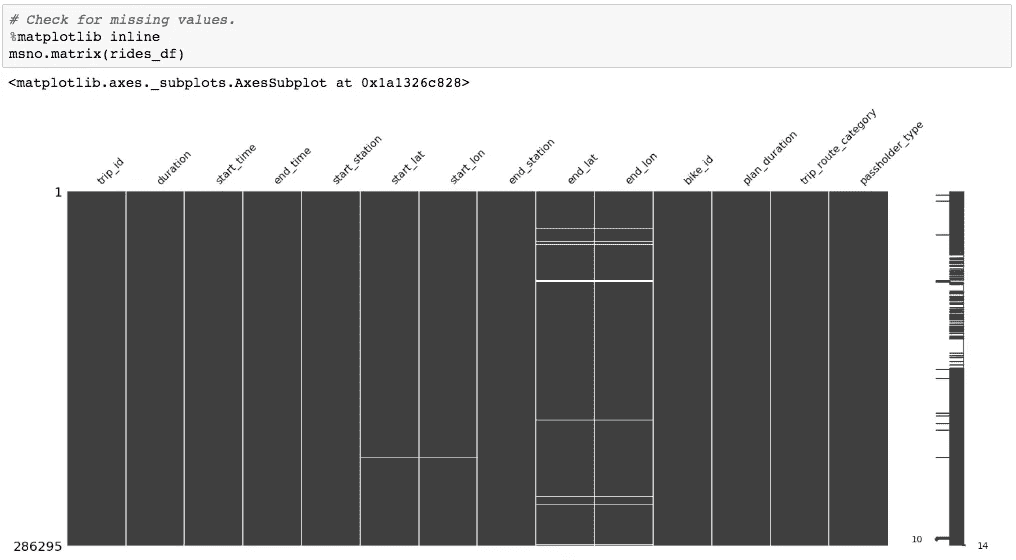 # Check for missing values.
%matplotlib inline
msno.matrix(rides_df)
<matplotlib.axes._subplots.AxesSubplot at 0x1a1326c828>
trip_id duration start_time end_time start_station start_lat start_lon end_station end_lat end_lon bike_id plan_duration trip_route_category passholder_type
1
286295
10 14